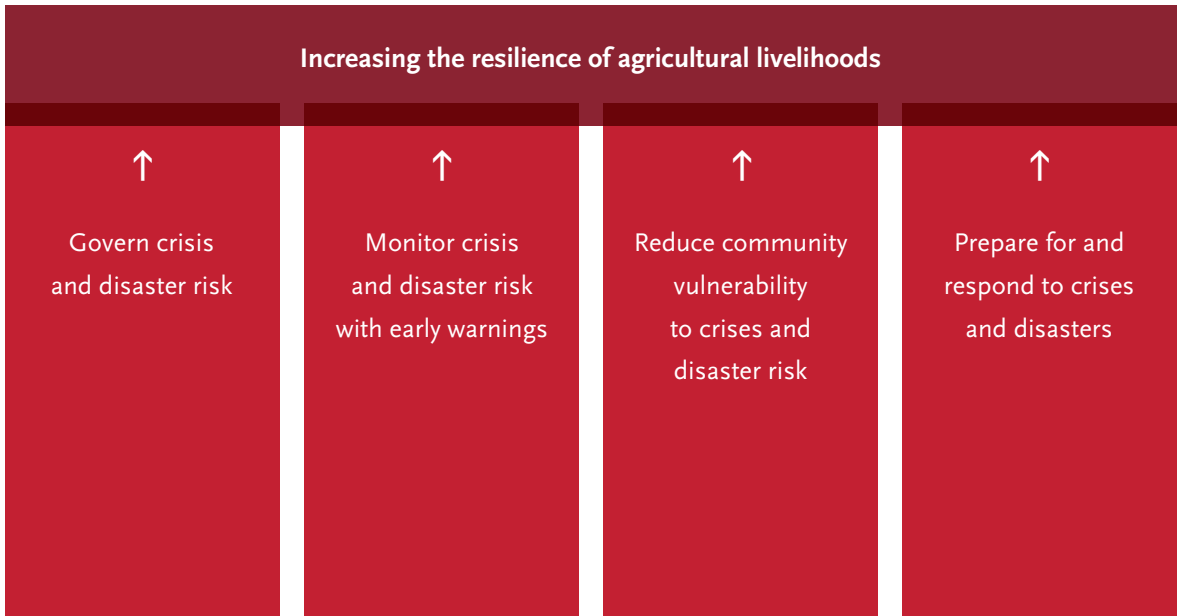 Increasing the resilience of agricultural livelihoods
↑
Govern crisis
and disaster risk
↑
Monitor crisis
and disaster risk
with early warnings
↑
Reduce community
vulnerability
to crises and
disaster risk
↑
Prepare for and
respond to crises
and disasters